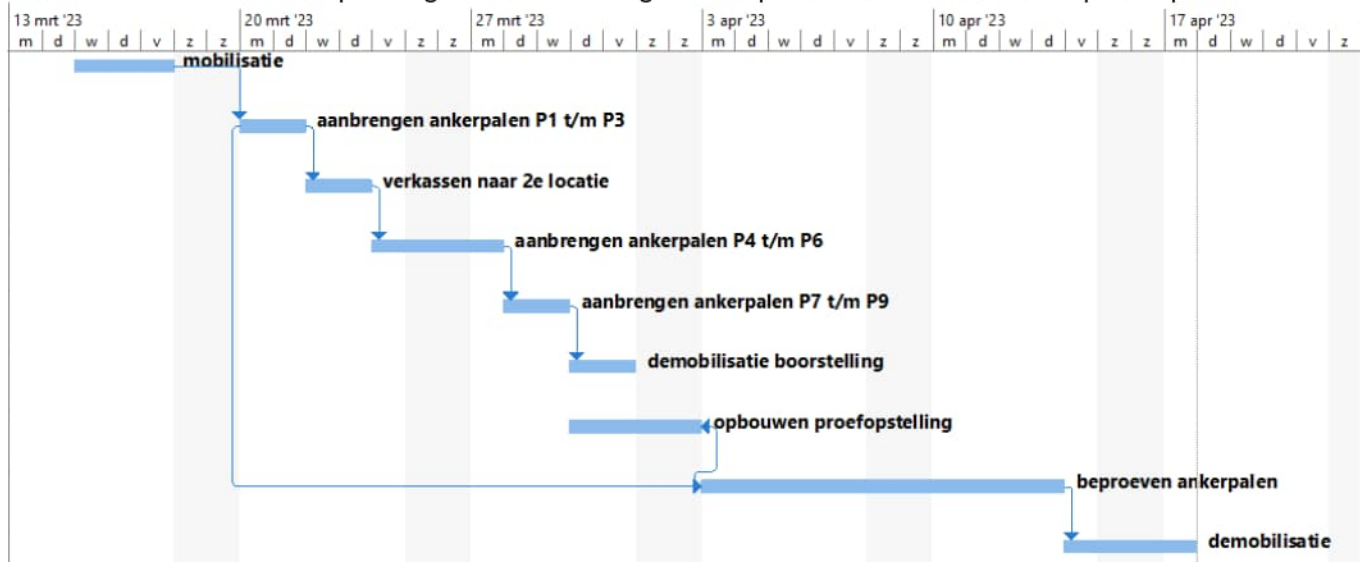 13 mrt '23 20 mrt '23 27 mrt '23 3 apr '23 10 apr '23 17 apr '23
m d w d v z z m d w d v z z m d w d v z z m d w d v z z m d w d v z z m d w d v z
mobilisatie
aanbrengen ankerpalen P1 t/m P3
verkassen naar 2e locatie
aanbrengen ankerpalen P4 t/m P6
aanbrengen ankerpalen P7 t/m P9
demobilisatie boorstelling
opbouwen proefopstelling
beproeven ankerpalen
demobilisatie